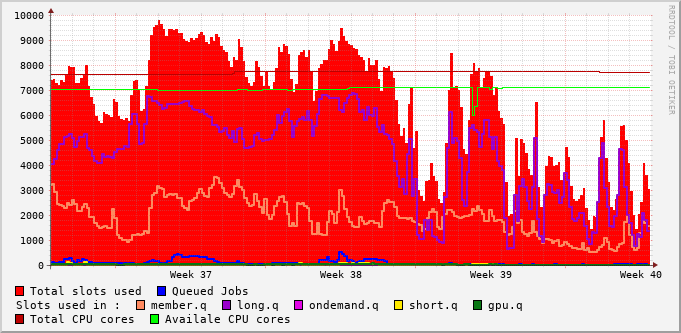 10000
9000
8000
7000
6000
5000
4000
3000
2000
1000
0
Week 37 Week 38 Week 39 Week 40
Total slots used Queued Jobs
Slots used in : member.q long.q ondemand.q short.q gpu.q
Total CPU cores Availale CPU cores
RRDTOOL / TOBI OETIKER